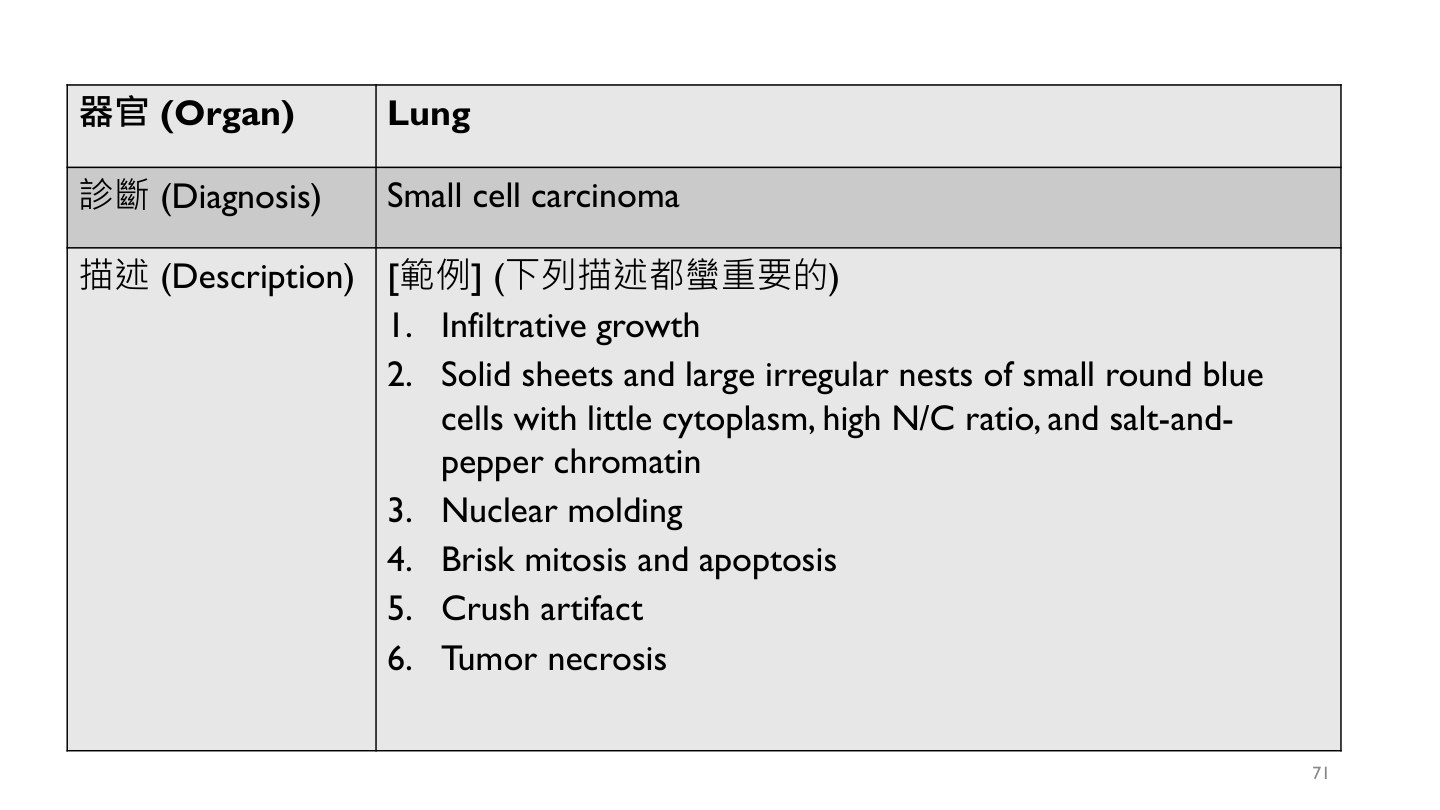 器官 (Organ)
Lung
診斷 (Diagnosis)
Small cell carcinoma
描述 (Description)
[範例] (下列描述都蠻重要的)
1. Infiltrative growth
2. Solid sheets and large irregular nests of small round blue
cells with little cytoplasm, high N/C ratio, and salt-and-
pepper chromatin
3. Nuclear molding
4. Brisk mitosis and apoptosis
5. Crush artifact
6. Tumor necrosis
71